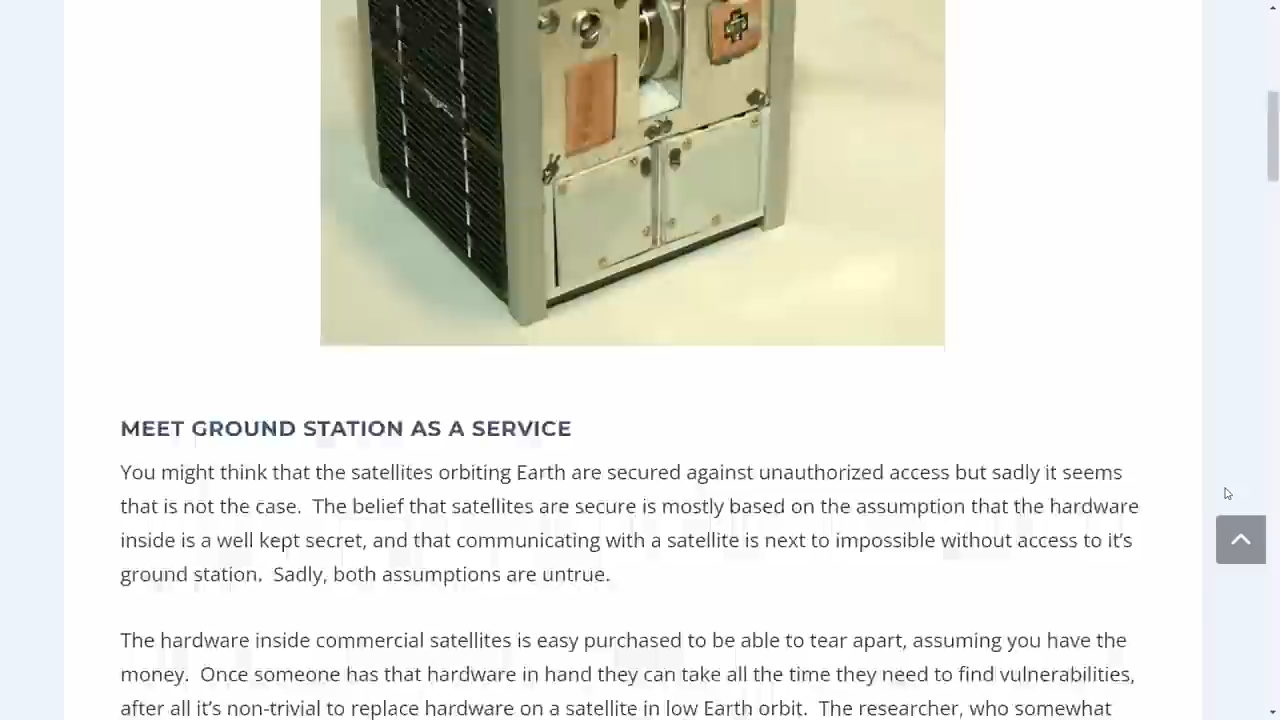 MEET GROUND STATION AS A SERVICE
You might think that the satellites orbiting Earth are secured against unauthorized access but sadly it seems
that is not the case.  The belief that satellites are secure is mostly based on the assumption that the hardware
inside is a well kept secret, and that communicating with a satellite is next to impossible without access to it’s
ground station.  Sadly, both assumptions are untrue.
The hardware inside commercial satellites is easy purchased to be able to tear apart, assuming you have the
money.  Once someone has that hardware in hand they can take all the time they need to find vulnerabilities,
after all it’s non-trivial to replace hardware on a satellite in low Earth orbit.  The researcher, who somewhat